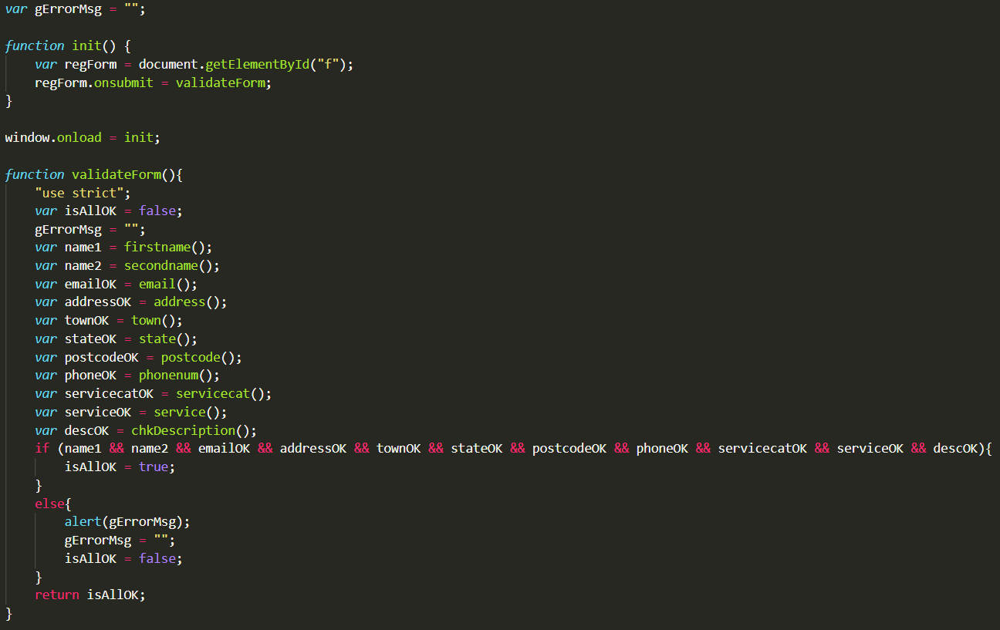 var gErrorMsg = "";
function init() {
var regForm = document.getElementById("f");
regForm.onsubmit = validateForm;
}
window.onload = init;
function validateForm(){
"use strict";
var isAllOK = false;
gErrorMsg = "";
var name1 = firstname();
var name2 = secondname();
var emailOK = email();
var addressOK = address();
var townOK = town();
var stateOK = state();
var postcodeOK = postcode();
var phoneOK = phonenum();
var servicecatOK = servicecat();
var serviceOK = service();
var descOK = chkDescription();
if (name1 && name2 && emailOK && addressOK && townOK && stateOK && postcodeOK && phoneOK && servicecatOK && serviceOK && descOK){
isAllOK = true;
}
else{
alert(gErrorMsg);
gErrorMsg = "";
isAllOK = false;
}
return isAllOK;
}